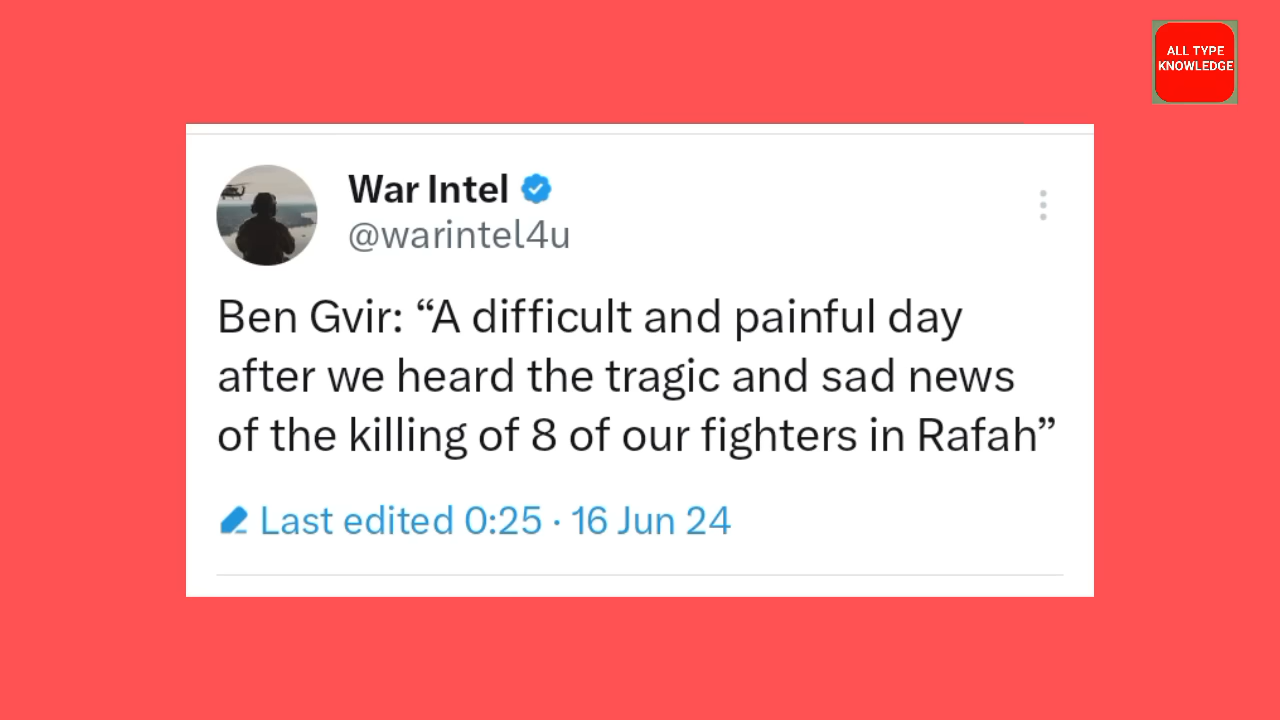 ALL TYPE
KNOWLEDGE
War Intel
@warintel4u
Ben Gvir: “A difficult and painful day
after we heard the tragic and sad news
of the killing of 8 of our fighters in Rafah”
Last edited 0:25 · 16 Jun 24